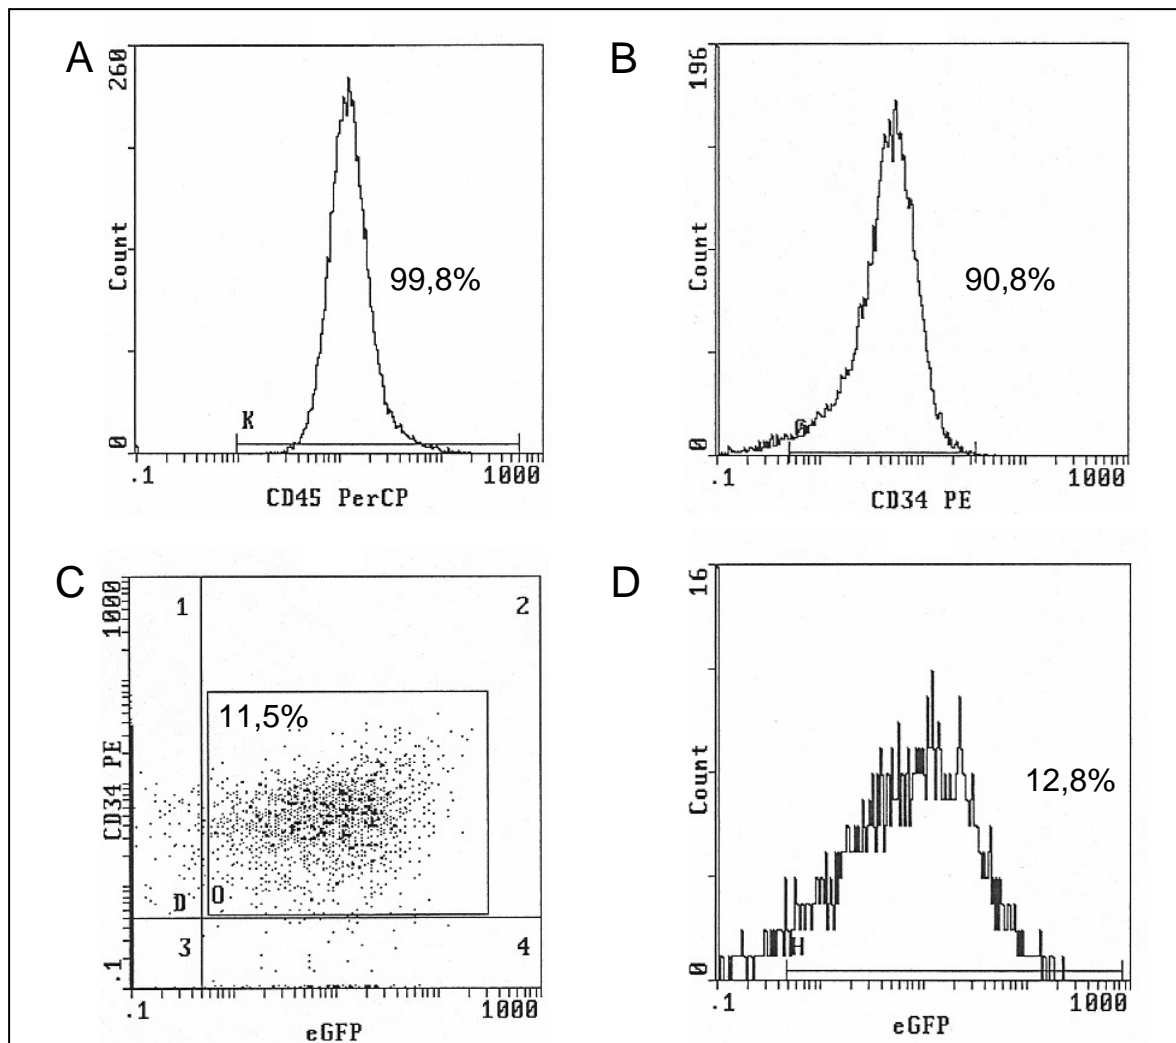 A
260
Count
0
99,8%
K
.1
1000
CD45 PerCP
B
196
Count
0
90,8%
G
.1
1000
CD34 PE
C
1000
CD34 PE
.1
1
2
11,5%
D
O
3
4
.1
1000
eGFP
D
16
Count
0
12,8%
H
.1
1000
eGFP